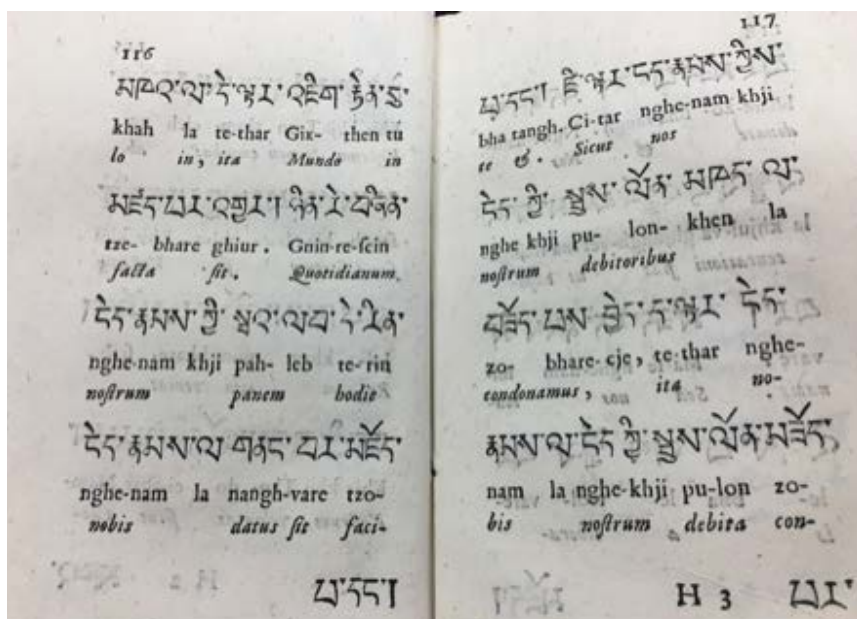 116
མཁའ་ལ་དེ་ལྟར་འཇིག་རྟེན་དུ་
khah la te-thar Gix- then tu
lo in, ita Mundo in
མཛད་པར་འགྱུར། ཉིན་རེ་བཞིན་
tze- bhare ghiur. Gnin-re-scin
facta sit. Quotidianum
ངེད་རྣམས་ཀྱི་སྦའ་ལབ་དེ་རིན་
nghe-nam khji pah- leb te-rin
nostrum panem hodie
ངེད་རྣམས་ལ་གནང་བར་མཛོད་
nghe-nam la nangh-vare tzo-
nobis datus sit faci-
པ་དང།
117
པ་དང། ཇི་ལྟར་ངད་རྣམས་ཀྱིས་
bha tangh. Ci-tar nghe-nam khji
te &. Sicut nos
ངེད་ཀྱི་སྦུས་ལོན་མཁད་ལ་
nghe khji pu- lon- khen la
nostrum debitoribus
བཟོད་པས་བྱེད་ད་ལྟར་ངེད་
zo- bhare-cje, te-thar nghe-
condonamus, ita no-
རྣམས་ལ་ངེད་ཀྱི་སྦུས་ལོན་མཟོད་
nam la nghe-khji pu-lon zo-
bis nostrum debita con-
H 3 པར་